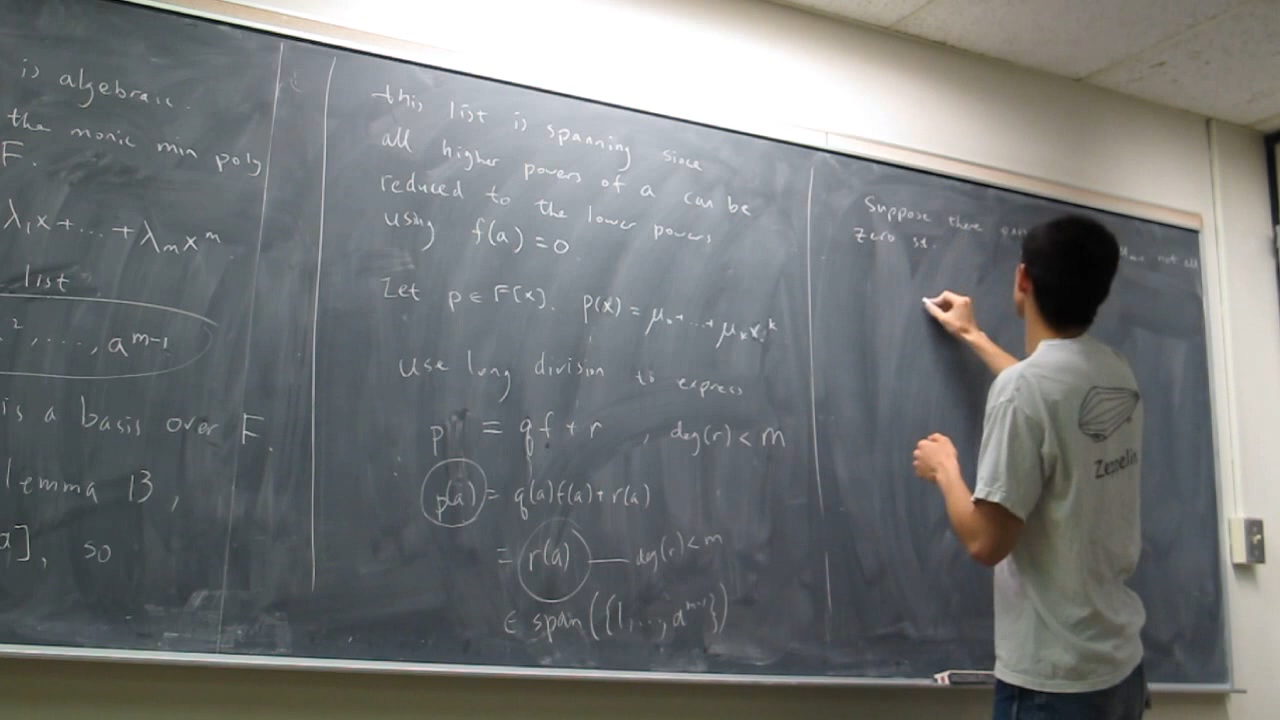 is algebraic.
the monic min poly
F.
λ₁x + ... + λₘxᵐ
list
², ..., aᵐ⁻¹
is a basis over F.
lemma 13,
a], so
this list is spanning since
all higher powers of a can be
reduced to the lower powers
using f(a) = 0
Let p ∈ F[x]. p(x) = μ₀ + ... + μₖxᵏ
use long division to express
p = qf + r , deg(r) < m
p(a) = q(a)f(a) + r(a)
= r(a) — deg(r) < m
∈ span({1, ..., aᵐ⁻¹})
Suppose there not all
zero st.
Zeppelin